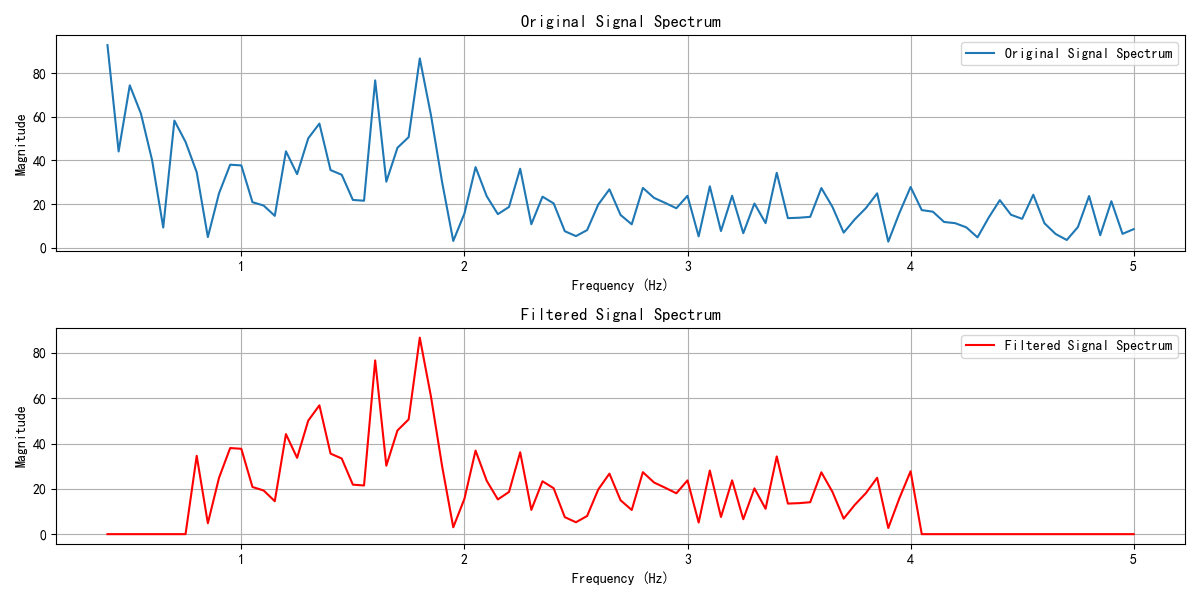 Original Signal Spectrum
Original Signal Spectrum
80
60
40
20
0
Magnitude
1 2 3 4 5
Frequency (Hz)
Filtered Signal Spectrum
Filtered Signal Spectrum
80
60
40
20
0
Magnitude
1 2 3 4 5
Frequency (Hz)